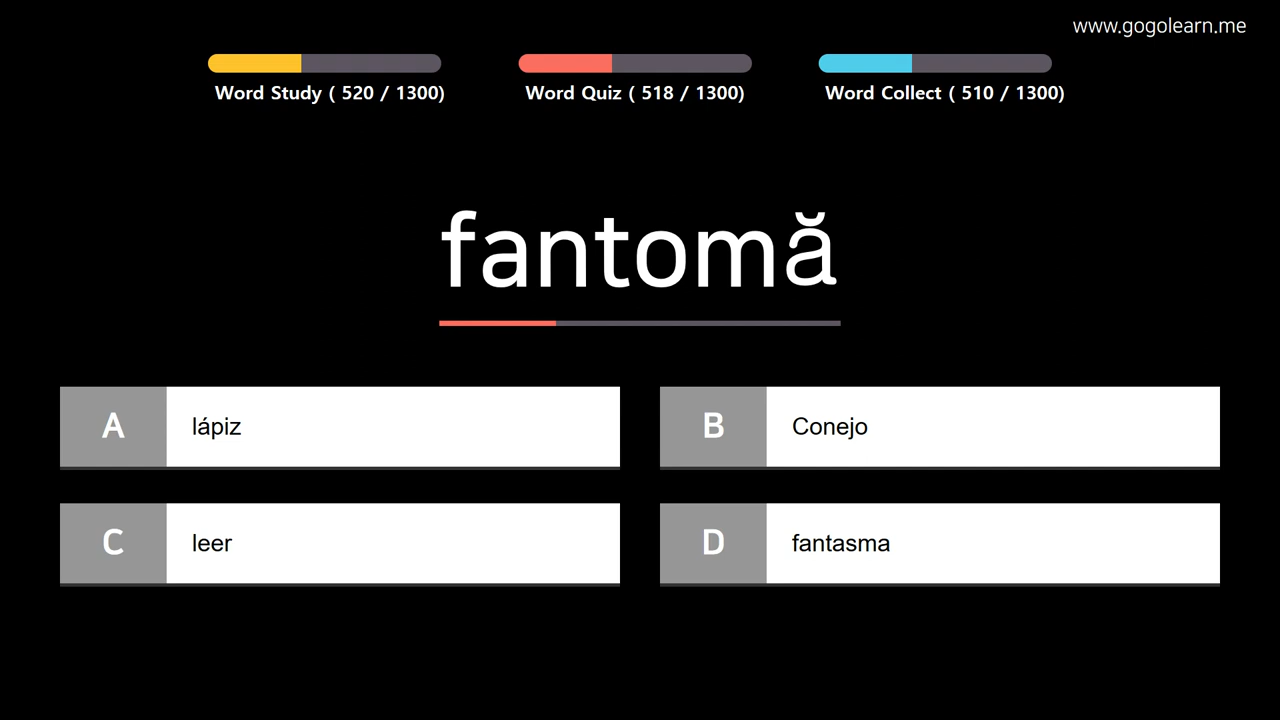 www.gogolearn.me
Word Study ( 520 / 1300)
Word Quiz ( 518 / 1300)
Word Collect ( 510 / 1300)
fantomă
A lápiz
B Conejo
C leer
D fantasma